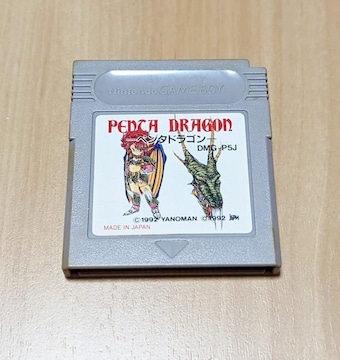 Nintendo GAME BOY
PENTA DRAGON
ペンタドラゴン
DMG-P5J
©1992 YANOMAN ©1992
MADE IN JAPAN